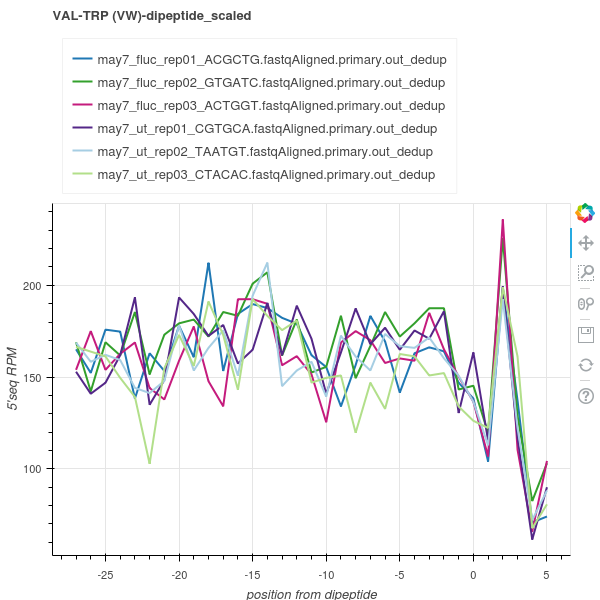 VAL-TRP (VW)-dipeptide_scaled
may7_fluc_rep01_ACGCTG.fastqAligned.primary.out_dedup
may7_fluc_rep02_GTGATC.fastqAligned.primary.out_dedup
may7_fluc_rep03_ACTGGT.fastqAligned.primary.out_dedup
may7_ut_rep01_CGTGCA.fastqAligned.primary.out_dedup
may7_ut_rep02_TAATGT.fastqAligned.primary.out_dedup
may7_ut_rep03_CTACAC.fastqAligned.primary.out_dedup
200
150
100
5'seq RPM
-25 -20 -15 -10 -5 0 5
position from dipeptide